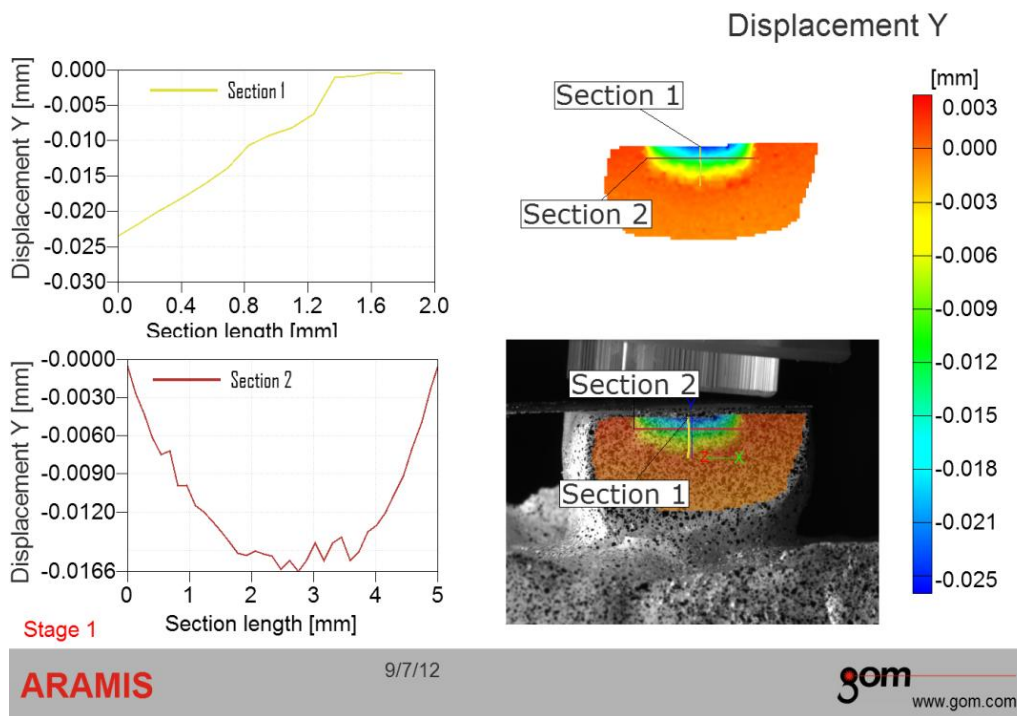 Displacement Y
Displacement Y [mm]
0.000
-0.005
-0.010
-0.015
-0.020
-0.025
-0.030
Section 1
0.0 0.4 0.8 1.2 1.6 2.0
Section length [mm]
Section 1
Section 2
[mm]
0.003
0.000
-0.003
-0.006
-0.009
-0.012
-0.015
-0.018
-0.021
-0.025
Displacement Y [mm]
-0.0000
-0.0030
-0.0060
-0.0090
-0.0120
-0.0166
Section 2
0 1 2 3 4 5
Section length [mm]
Section 2
Y
Z X
Section 1
Stage 1
ARAMIS
9/7/12
gom
www.gom.com